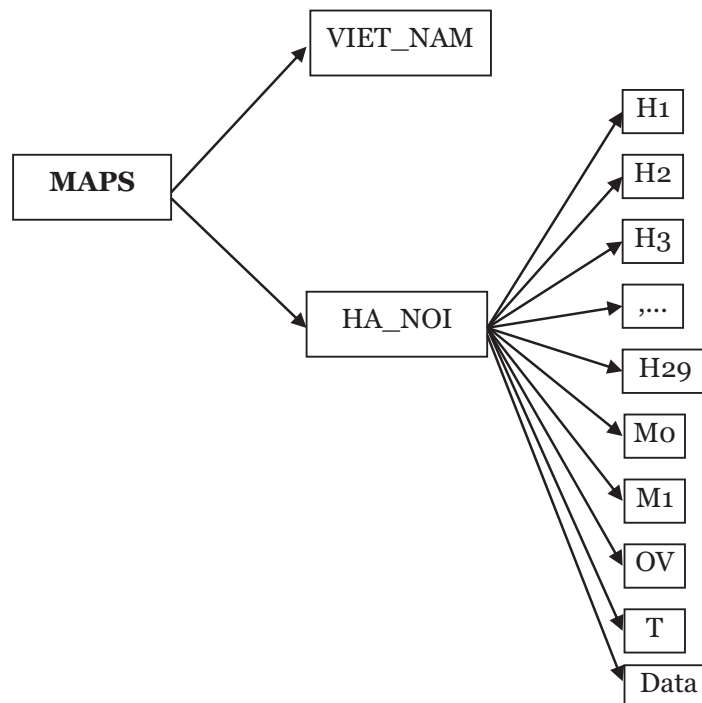 VIET_NAM
MAPS
HA_NOI
H1
H2
H3
,...
H29
M0
M1
OV
T
Data